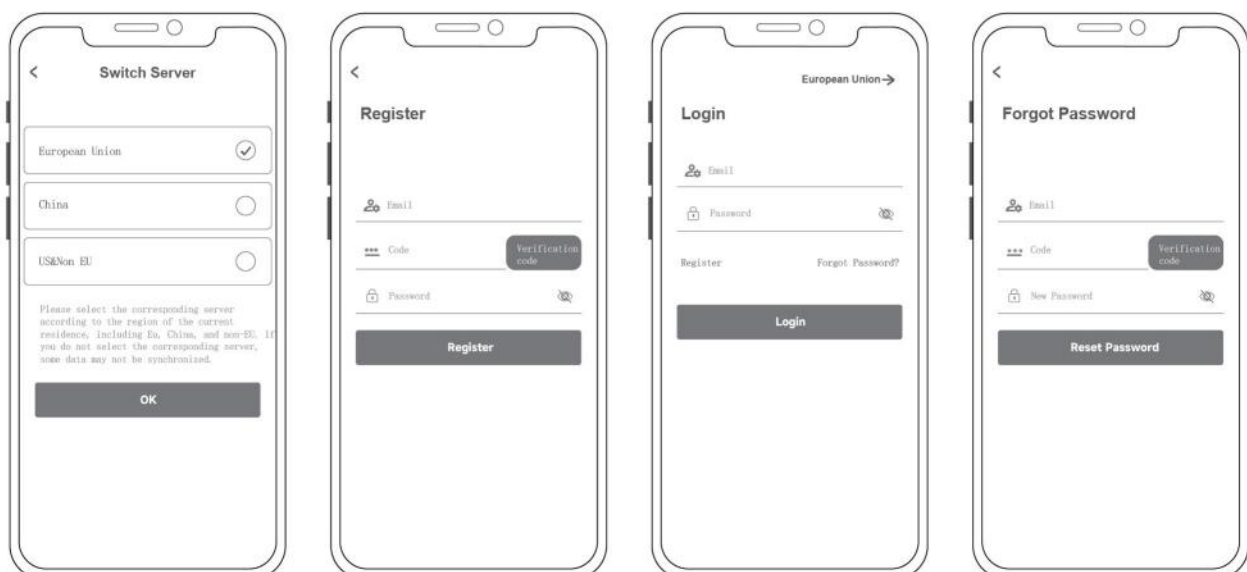 Switch Server
European Union
China
US&Non EU
Please select the corresponding server
according to the region of the current
residence, including Eu, China, and non-EU. If
you do not select the corresponding server,
some data may not be synchronized.
OK
Register
Email
Code
Verification
code
Password
Register
European Union
Login
Email
Password
Register
Forgot Password?
Login
Forgot Password
Email
Code
Verification
code
New Password
Reset Password